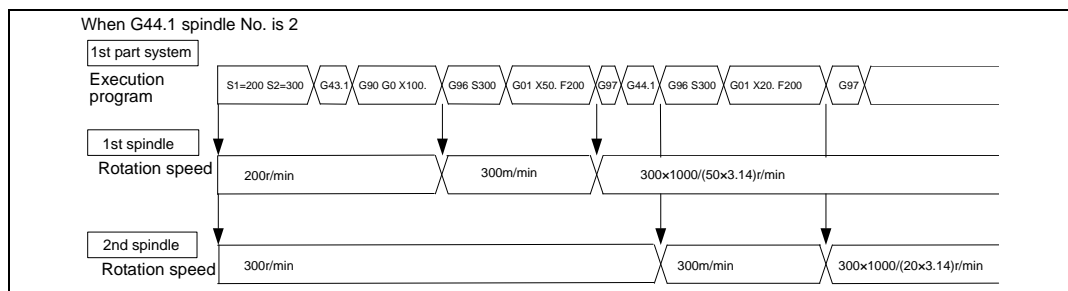 When G44.1 spindle No. is 2
1st part system
Execution
program
S1=200 S2=300 G43.1 G90 G0 X100. G96 S300 G01 X50. F200 G97 G44.1 G96 S300 G01 X20. F200 G97
1st spindle
Rotation speed
200r/min 300m/min 300×1000/(50×3.14)r/min
2nd spindle
Rotation speed
300r/min 300m/min 300×1000/(20×3.14)r/min